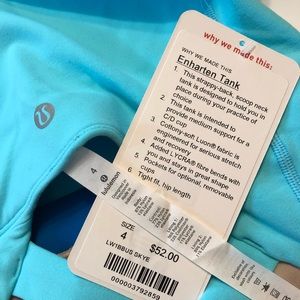 why we made this:
WHY WE MADE THIS
Enharten Tank
1. This strappy-back, scoop neck
tank is designed to hold you in
place during your practice or
choice
2. This tank is intended to
provide medium support for a
C/D cup
3. Cottony-soft Luon® fabric is
engineered for serious stretch
and recovery
4. Added LYCRA® fibre bends with
you and stays in great shape
5. Pockets for optional, removable
cups
6. Tight fit, hip length
SIZE
4
$52.00
LW1BBUS SKYE
000003792859
4
lululemon